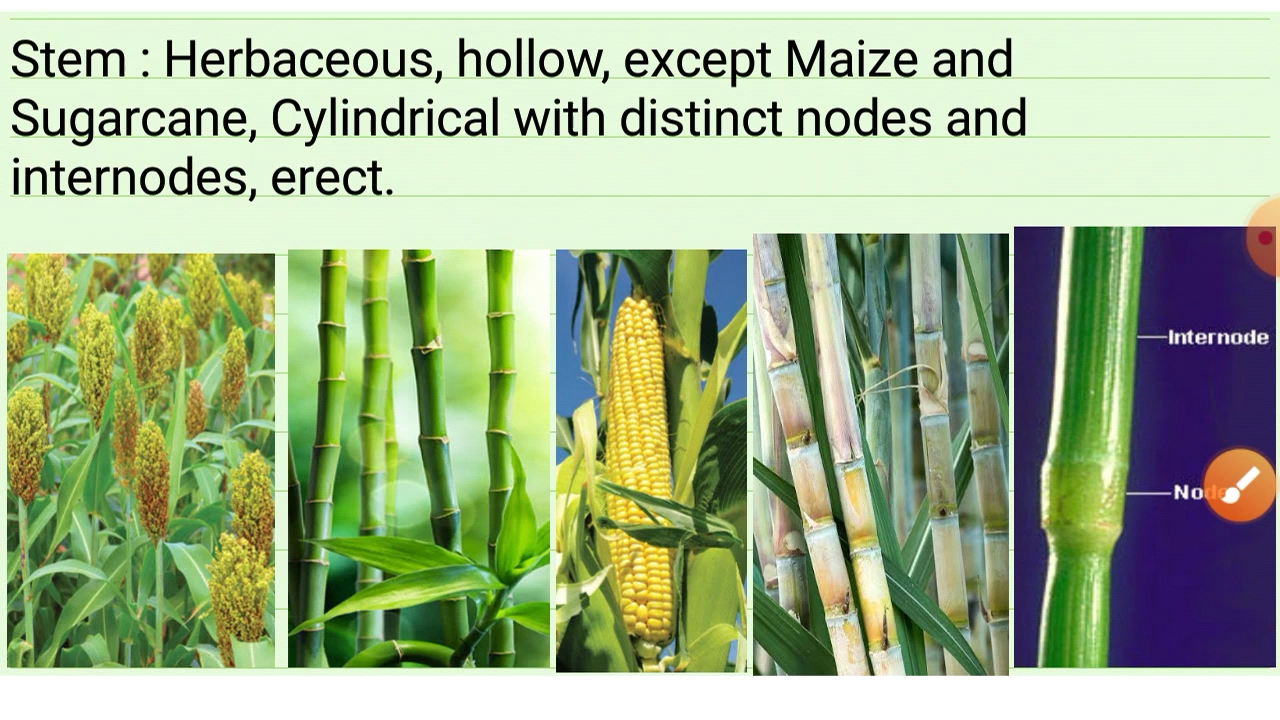 Stem : Herbaceous, hollow, except Maize and
Sugarcane, Cylindrical with distinct nodes and
internodes, erect.
Internode